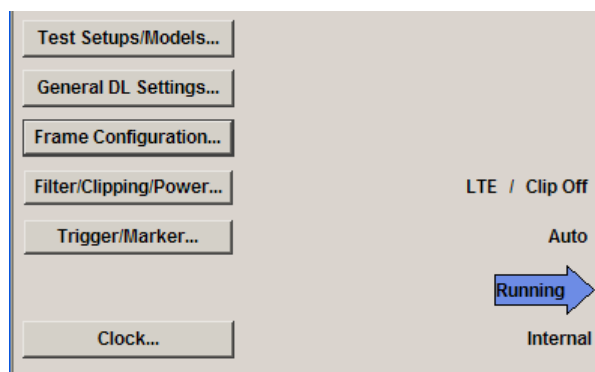 Test Setups/Models...
General DL Settings...
Frame Configuration...
Filter/Clipping/Power... LTE / Clip Off
Trigger/Marker... Auto
Running
Clock... Internal